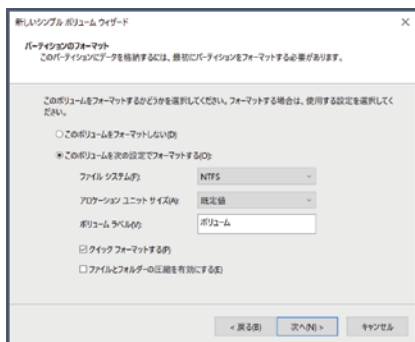 新しいシンプル ボリューム ウィザード
パーティションのフォーマット
このパーティションにデータを格納するには、最初にパーティションをフォーマットする必要があります。
このボリュームをフォーマットするかどうかを選択してください。フォーマットする場合は、使用する設定を選択してく
ださい。
このボリュームをフォーマットしない(D)
このボリュームを次の設定でフォーマットする(O):
ファイル システム(F): NTFS
アロケーション ユニット サイズ(A): 既定値
ボリューム ラベル(V): ボリューム
クイック フォーマットする(P)
ファイルとフォルダーの圧縮を有効にする(E)
< 戻る(B) 次へ(N) > キャンセル